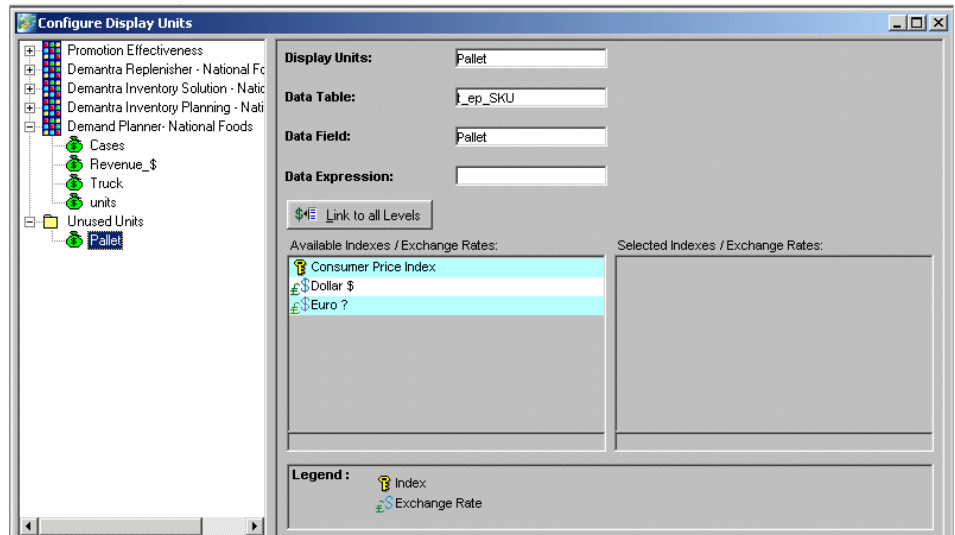 Configure Display Units
Promotion Effectiveness
Demantra Replenisher - National Fo
Demantra Inventory Solution - Natic
Demantra Inventory Planning - Nati
Demand Planner- National Foods
Cases
Revenue_$
Truck
units
Unused Units
Pallet
Display Units: Pallet
Data Table: t_ep_SKU
Data Field: Pallet
Data Expression:
Link to all Levels
Available Indexes / Exchange Rates:
Consumer Price Index
Dollar $
Euro ?
Selected Indexes / Exchange Rates:
Legend :
Index
Exchange Rate